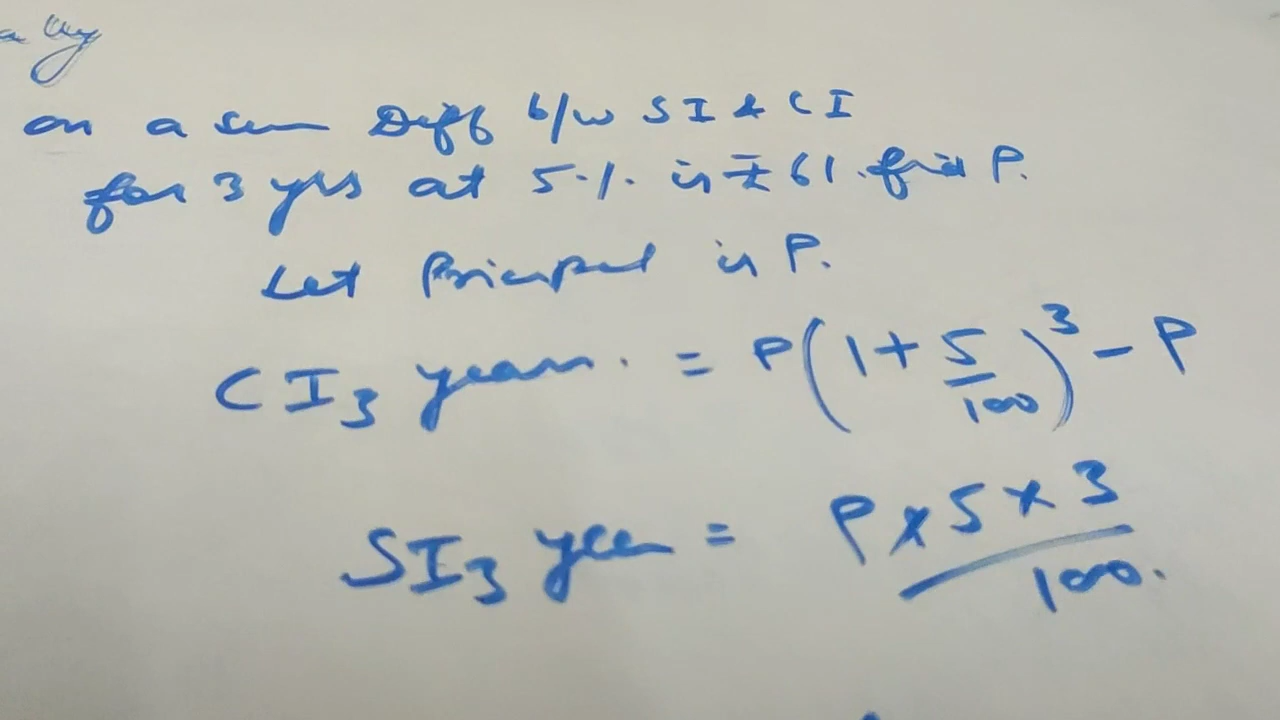 on a sum Diff b/w SI & CI
for 3 yrs at 5 % is ₹ 61. find P.
Let Principal is P.
CI3 years. = P(1 + 5/100)^3 - P
SI3 year = P x 5 x 3 / 100.